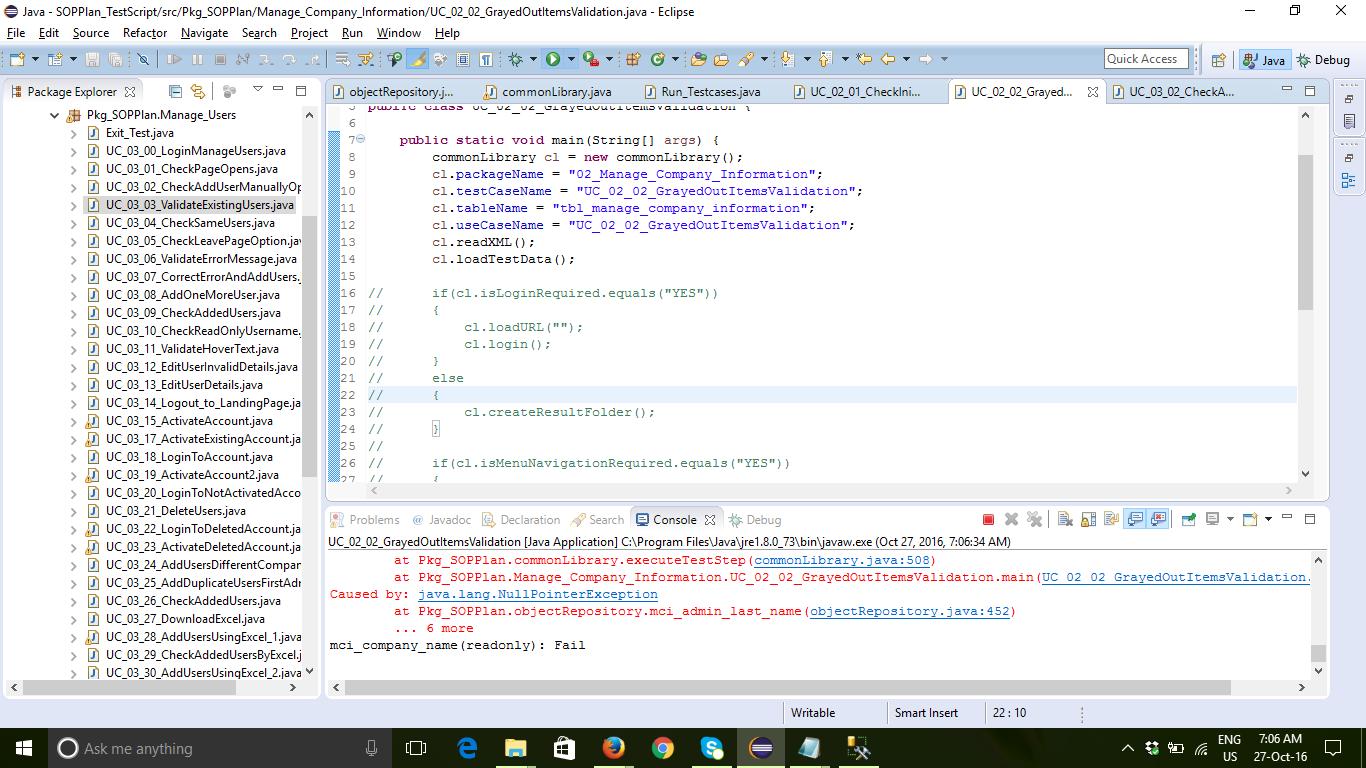 Java - SOPPlan_TestScript/src/Pkg_SOPPlan/Manage_Company_Information/UC_02_02_GrayedOutItemsValidation.java - Eclipse
File Edit Source Refactor Navigate Search Project Run Window Help
Quick Access Java Debug
Package Explorer
Pkg_SOPPlan.Manage_Users
Exit_Test.java
UC_03_00_LoginManageUsers.java
UC_03_01_CheckPageOpens.java
UC_03_02_CheckAddUserManuallyOp
UC_03_03_ValidateExistingUsers.java
UC_03_04_CheckSameUsers.java
UC_03_05_CheckLeavePageOption.jav
UC_03_06_ValidateErrorMessage.java
UC_03_07_CorrectErrorAndAddUsers.
UC_03_08_AddOneMoreUser.java
UC_03_09_CheckAddedUsers.java
UC_03_10_CheckReadOnlyUsername.
UC_03_11_ValidateHoverText.java
UC_03_12_EditUserInvalidDetails.java
UC_03_13_EditUserDetails.java
UC_03_14_Logout_to_LandingPage.ja
UC_03_15_ActivateAccount.java
UC_03_17_ActivateExistingAccount.ja
UC_03_18_LoginToAccount.java
UC_03_19_ActivateAccount2.java
UC_03_20_LoginToNotActivatedAcco
UC_03_21_DeleteUsers.java
UC_03_22_LoginToDeletedAccount.ja
UC_03_23_ActivateDeletedAccount.ja
UC_03_24_AddUsersDifferentCompan
UC_03_25_AddDuplicateUsersFirstAdn
UC_03_26_CheckAddedUsers.java
UC_03_27_DownloadExcel.java
UC_03_28_AddUsersUsingExcel_1.java
UC_03_29_CheckAddedUsersByExcel.j
UC_03_30_AddUsersUsingExcel_2.java
objectRepository.j... commonLibrary.java Run_Testcases.java UC_02_01_CheckIni... UC_02_02_Grayed... UC_03_02_CheckA...
5 public class UC_02_02_GrayedOutItemsValidation {
6
7 public static void main(String[] args) {
8 commonLibrary cl = new commonLibrary();
9 cl.packageName = "02_Manage_Company_Information";
10 cl.testCaseName = "UC_02_02_GrayedOutItemsValidation";
11 cl.tableName = "tbl_manage_company_information";
12 cl.useCaseName = "UC_02_02_GrayedOutItemsValidation";
13 cl.readXML();
14 cl.loadTestData();
15
16 // if(cl.isLoginRequired.equals("YES"))
17 // {
18 // cl.loadURL("");
19 // cl.login();
20 // }
21 // else
22 // {
23 // cl.createResultFolder();
24 // }
25 //
26 // if(cl.isMenuNavigationRequired.equals("YES"))
27 // {
Problems @ Javadoc Declaration Search Console Debug
UC_02_02_GrayedOutItemsValidation [Java Application] C:\Program Files\Java\jre1.8.0_73\bin\javaw.exe (Oct 27, 2016, 7:06:34 AM)
at Pkg_SOPPlan.commonLibrary.executeTestStep(commonLibrary.java:508)
at Pkg_SOPPlan.Manage_Company_Information.UC_02_02_GrayedOutItemsValidation.main(UC_02_02_GrayedOutItemsValidation.
Caused by: java.lang.NullPointerException
at Pkg_SOPPlan.objectRepository.mci_admin_last_name(objectRepository.java:452)
... 6 more
mci_company_name(readonly): Fail
Writable Smart Insert 22 : 10
Ask me anything
ENG 7:06 AM
US 27-Oct-16